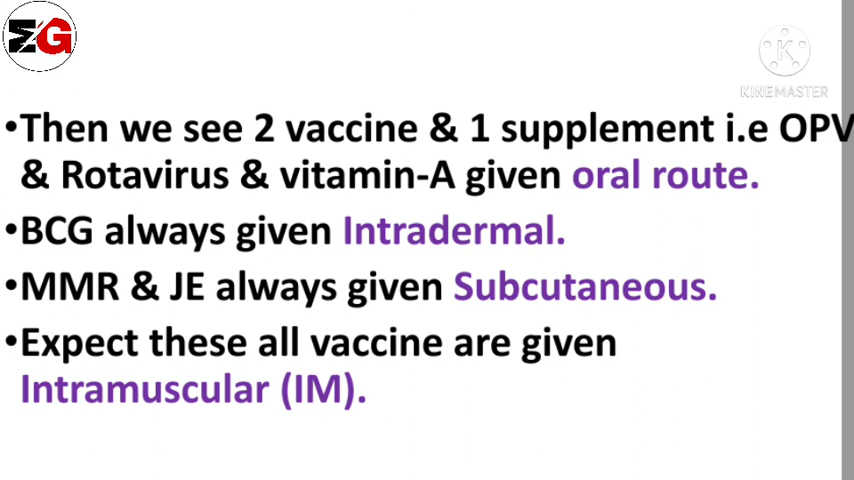 EG
KINEMASTER
•Then we see 2 vaccine & 1 supplement i.e OPV
& Rotavirus & vitamin-A given oral route.
•BCG always given Intradermal.
•MMR & JE always given Subcutaneous.
•Expect these all vaccine are given
Intramuscular (IM).